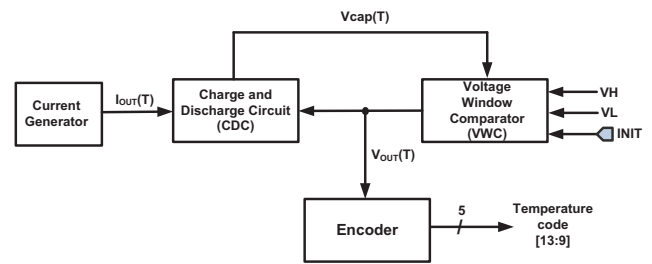 Vcap(T)
Current
Generator
IOUT(T)
Charge and
Discharge Circuit
(CDC)
Voltage
Window
Comparator
(VWC)
VH
VL
INIT
VOUT(T)
Encoder
5
Temperature
code
[13:9]